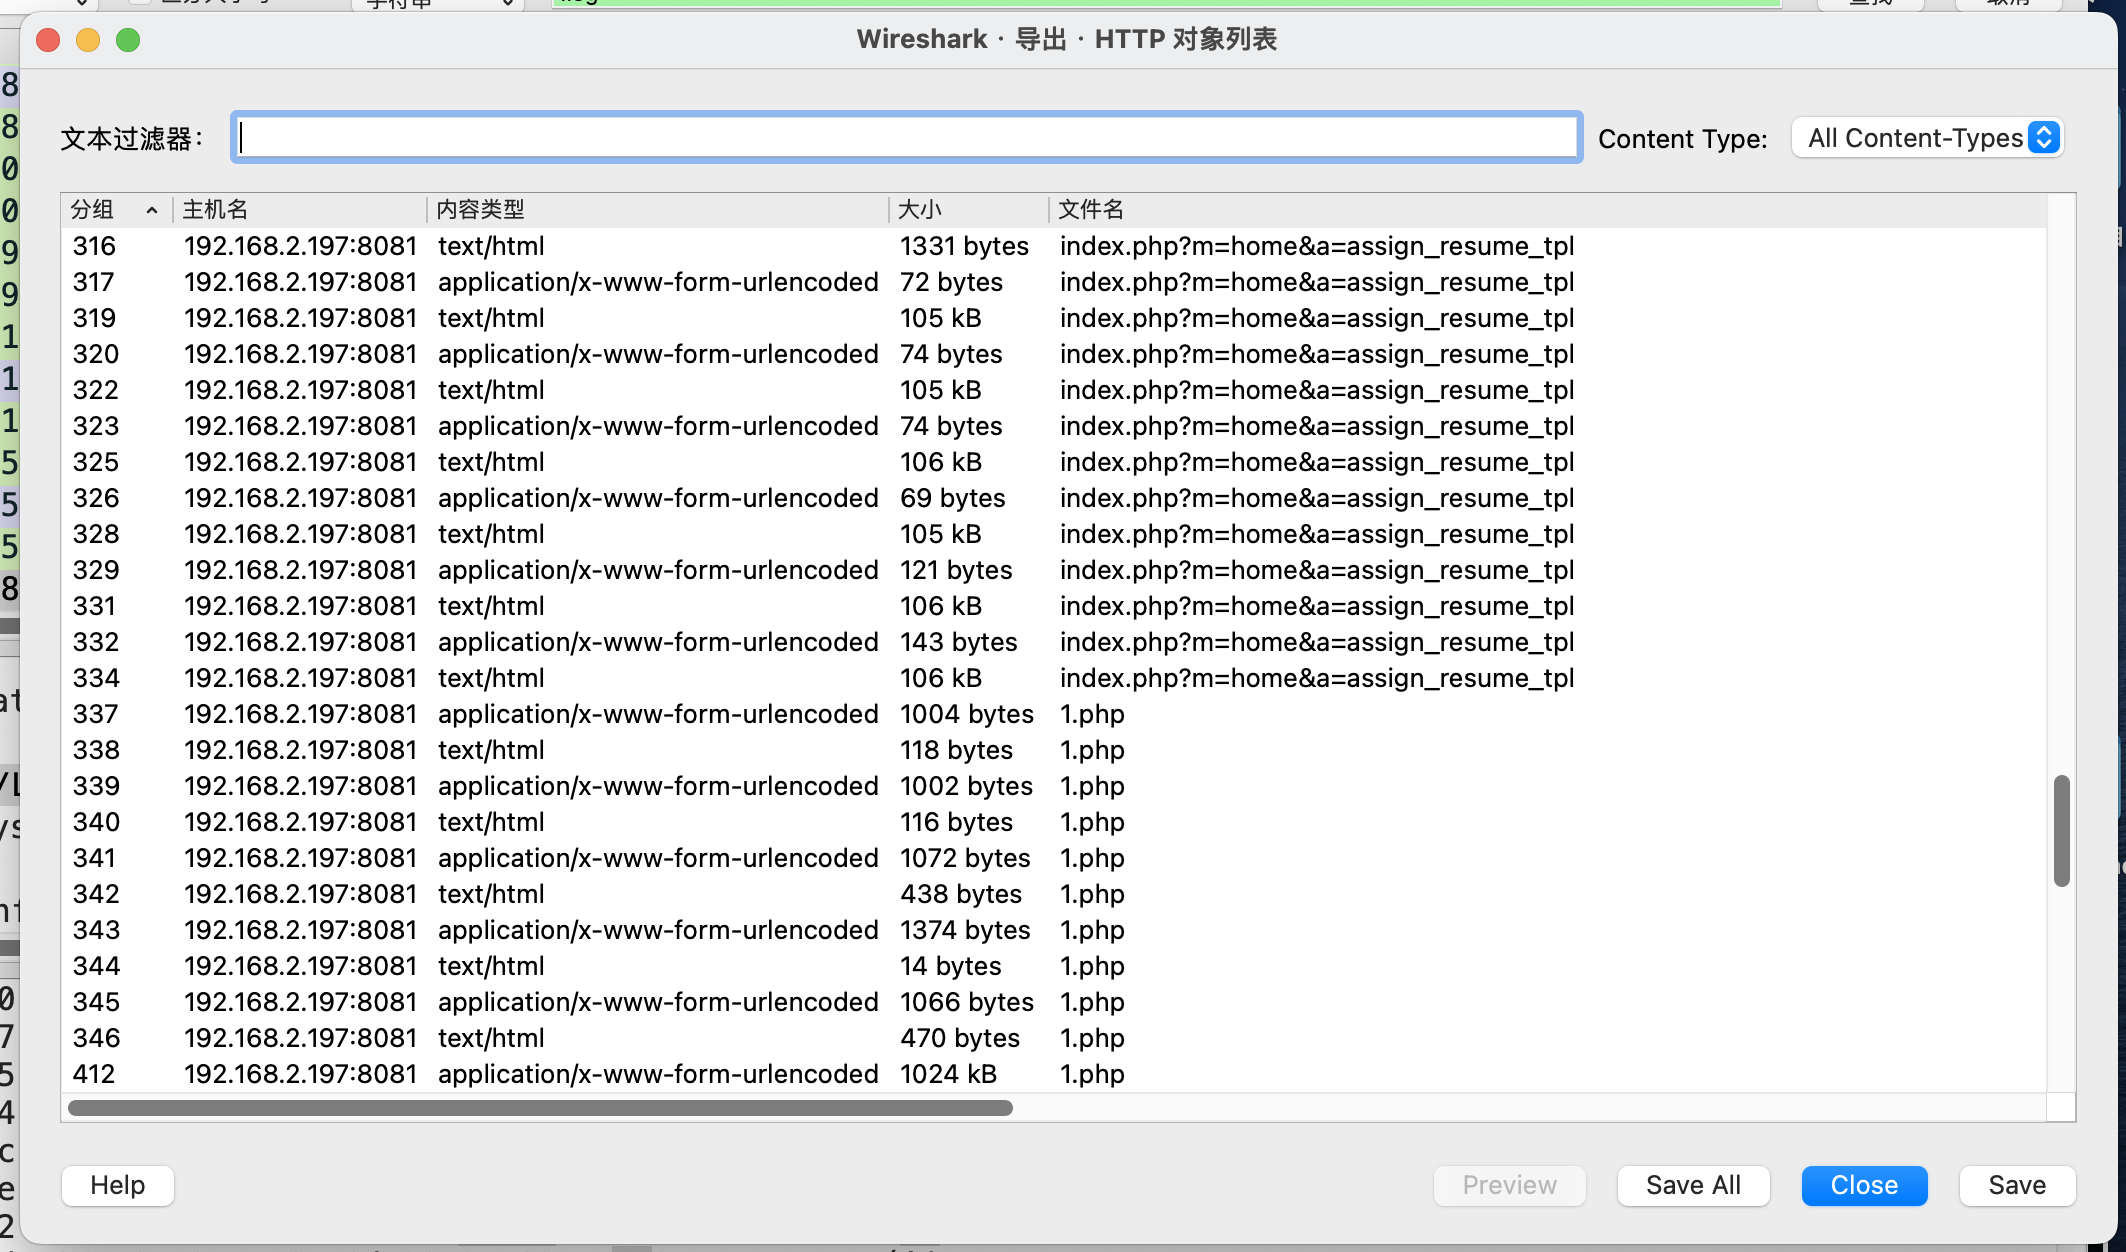 Wireshark · 导出 · HTTP 对象列表
文本过滤器：
Content Type: All Content-Types
分组 主机名 内容类型 大小 文件名
316 192.168.2.197:8081 text/html 1331 bytes index.php?m=home&a=assign_resume_tpl
317 192.168.2.197:8081 application/x-www-form-urlencoded 72 bytes index.php?m=home&a=assign_resume_tpl
319 192.168.2.197:8081 text/html 105 kB index.php?m=home&a=assign_resume_tpl
320 192.168.2.197:8081 application/x-www-form-urlencoded 74 bytes index.php?m=home&a=assign_resume_tpl
322 192.168.2.197:8081 text/html 105 kB index.php?m=home&a=assign_resume_tpl
323 192.168.2.197:8081 application/x-www-form-urlencoded 74 bytes index.php?m=home&a=assign_resume_tpl
325 192.168.2.197:8081 text/html 106 kB index.php?m=home&a=assign_resume_tpl
326 192.168.2.197:8081 application/x-www-form-urlencoded 69 bytes index.php?m=home&a=assign_resume_tpl
328 192.168.2.197:8081 text/html 105 kB index.php?m=home&a=assign_resume_tpl
329 192.168.2.197:8081 application/x-www-form-urlencoded 121 bytes index.php?m=home&a=assign_resume_tpl
331 192.168.2.197:8081 text/html 106 kB index.php?m=home&a=assign_resume_tpl
332 192.168.2.197:8081 application/x-www-form-urlencoded 143 bytes index.php?m=home&a=assign_resume_tpl
334 192.168.2.197:8081 text/html 106 kB index.php?m=home&a=assign_resume_tpl
337 192.168.2.197:8081 application/x-www-form-urlencoded 1004 bytes 1.php
338 192.168.2.197:8081 text/html 118 bytes 1.php
339 192.168.2.197:8081 application/x-www-form-urlencoded 1002 bytes 1.php
340 192.168.2.197:8081 text/html 116 bytes 1.php
341 192.168.2.197:8081 application/x-www-form-urlencoded 1072 bytes 1.php
342 192.168.2.197:8081 text/html 438 bytes 1.php
343 192.168.2.197:8081 application/x-www-form-urlencoded 1374 bytes 1.php
344 192.168.2.197:8081 text/html 14 bytes 1.php
345 192.168.2.197:8081 application/x-www-form-urlencoded 1066 bytes 1.php
346 192.168.2.197:8081 text/html 470 bytes 1.php
412 192.168.2.197:8081 application/x-www-form-urlencoded 1024 kB 1.php
Help Preview Save All Close Save